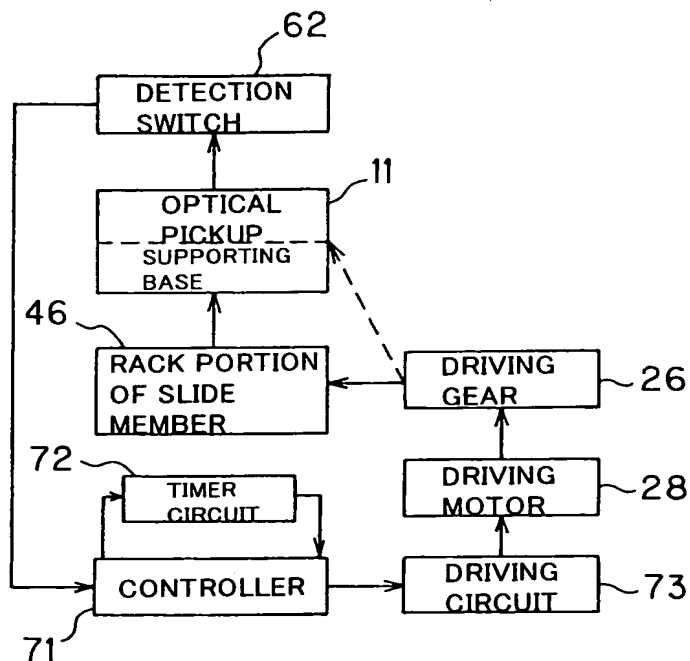 62
DETECTION
SWITCH
11
OPTICAL
PICKUP
SUPPORTING
BASE
46
RACK PORTION
OF SLIDE
MEMBER
DRIVING
GEAR
26
72
TIMER
CIRCUIT
DRIVING
MOTOR
28
CONTROLLER
71
DRIVING
CIRCUIT
73